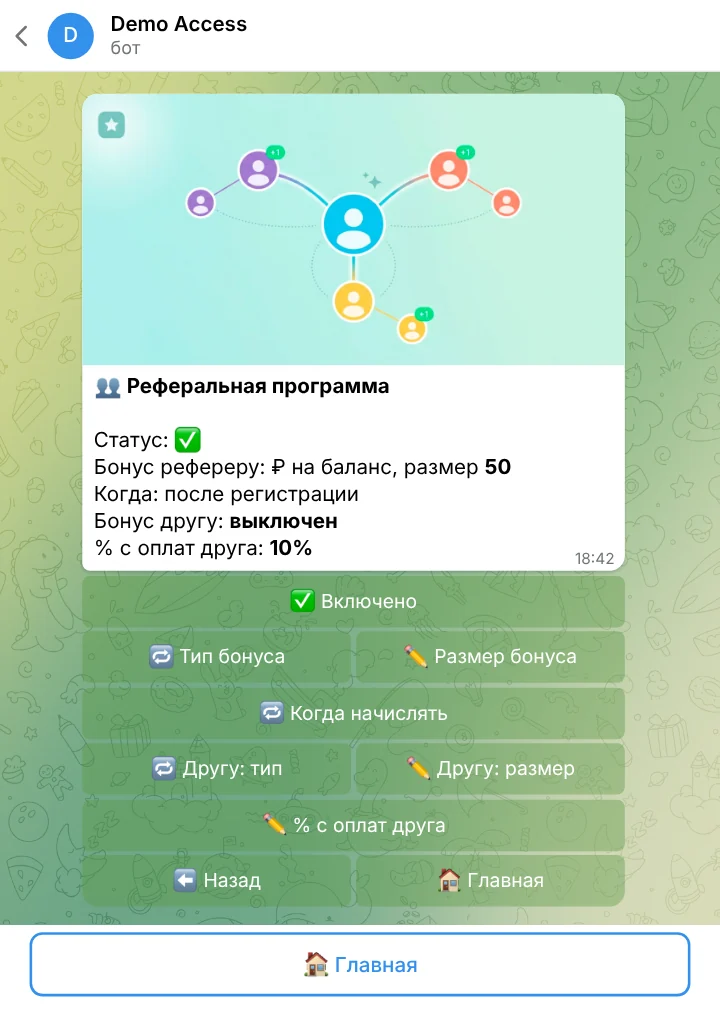 D
Demo Access
бот
+1
+1
+1
👥 Реферальная программа
Статус: ✅
Бонус рефереру: ₽ на баланс, размер 50
Когда: после регистрации
Бонус другу: выключен
% с оплат друга: 10%
18:42
✅ Включено
🔁 Тип бонуса
✏️ Размер бонуса
🔁 Когда начислять
🔁 Другу: тип
✏️ Другу: размер
✏️ % с оплат друга
⬅️ Назад
🏠 Главная
🏠 Главная